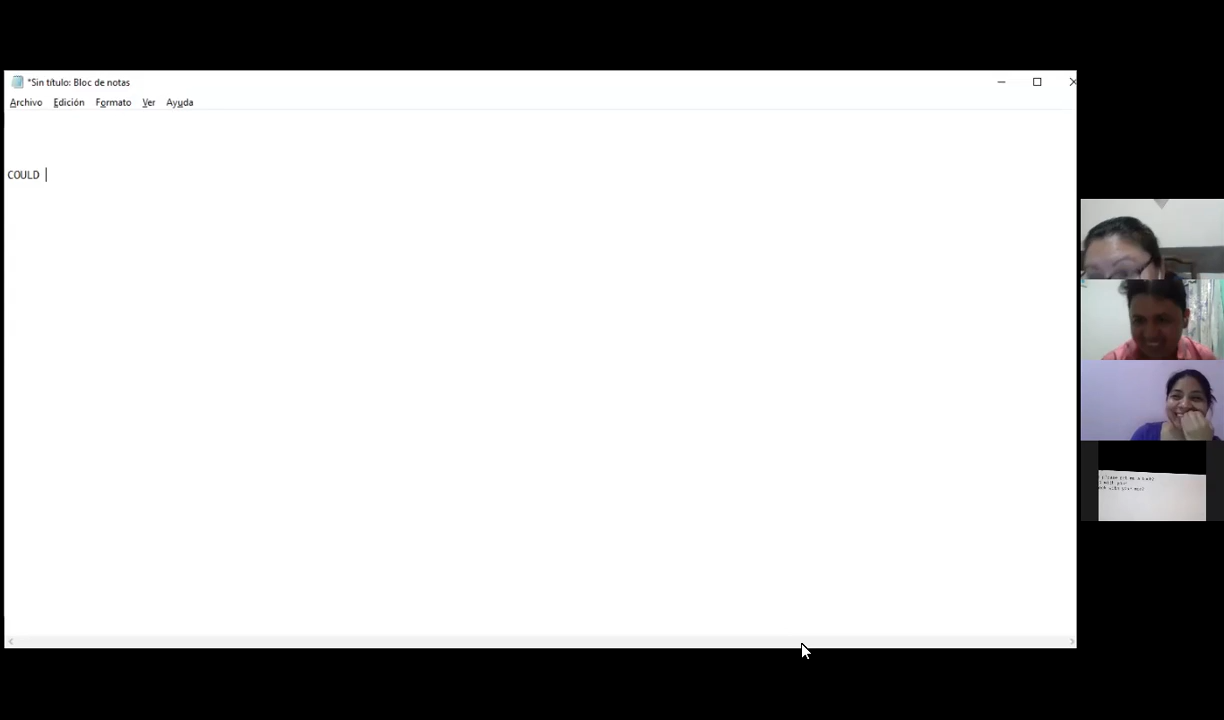 *Sin título: Bloc de notas
Archivo Edición Formato Ver Ayuda
COULD